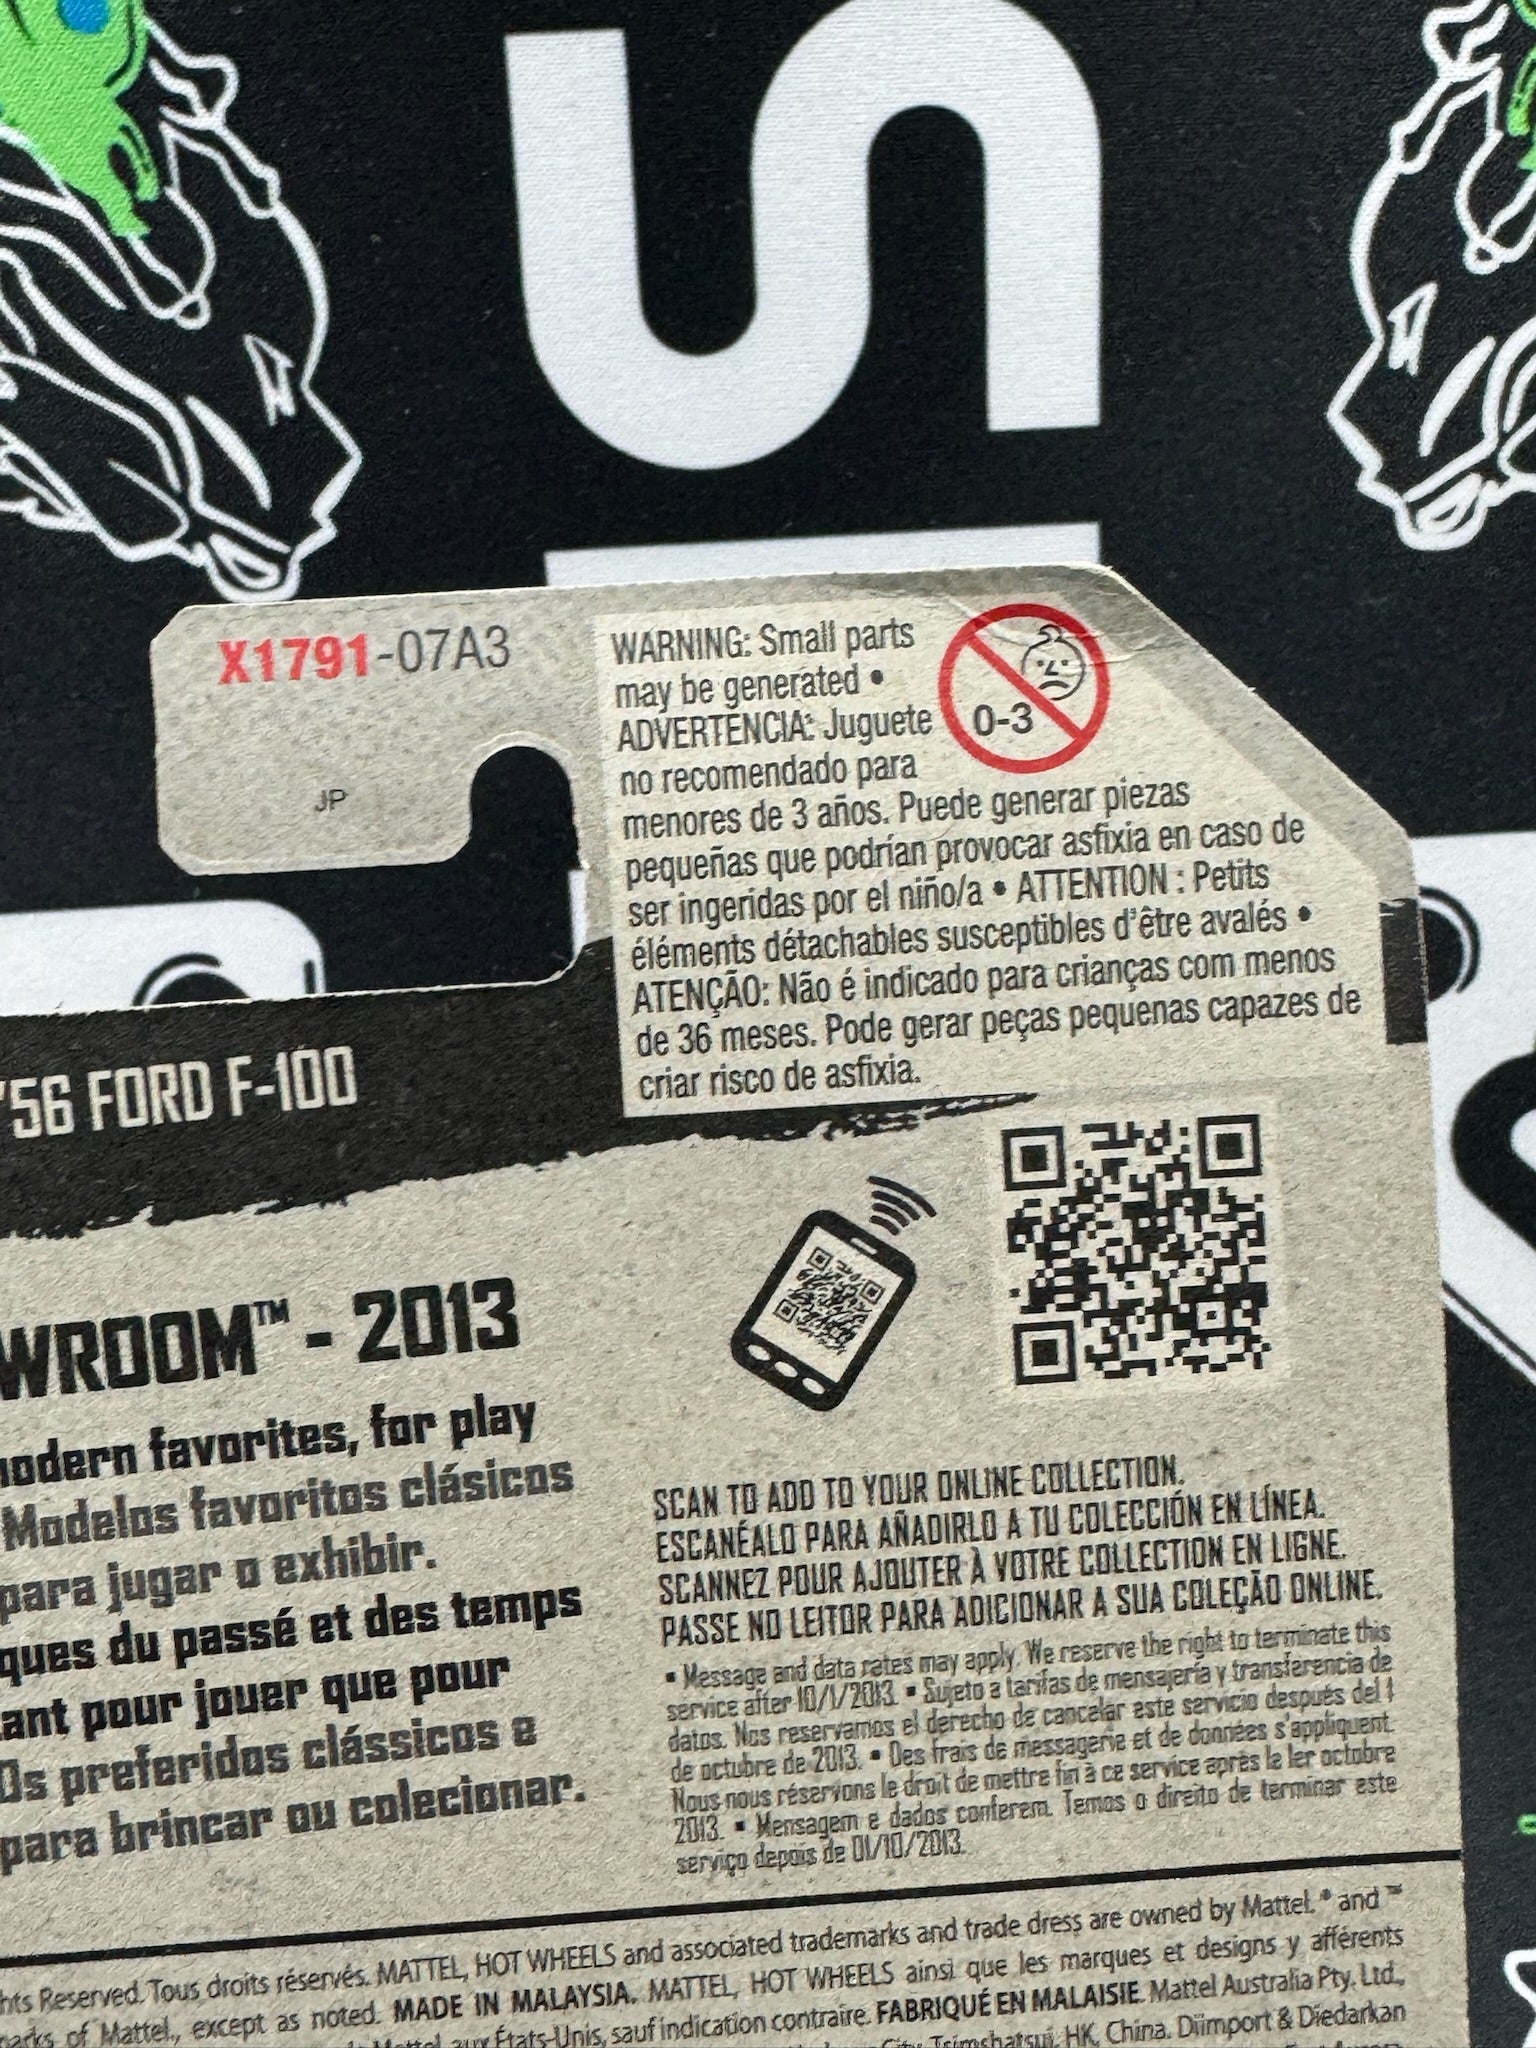 X1791-07A3
JP
WARNING: Small parts
may be generated •
ADVERTENCIA: Juguete
no recomendado para
menores de 3 años. Puede generar piezas
pequeñas que podrían provocar asfixia en caso de
ser ingeridas por el niño/a • ATTENTION : Petits
éléments détachables susceptibles d'être avalés •
ATENÇÃO: Não é indicado para crianças com menos
de 36 meses. Pode gerar peças pequenas capazes de
criar risco de asfixia.
0-3
'56 FORD F-100
WROOM™ - 2013
modern favorites, for play
Modelos favoritos clásicos
para jugar o exhibir.
ques du passé et des temps
tant pour jouer que pour
Os preferidos clássicos e
para brincar ou colecionar.
SCAN TO ADD TO YOUR ONLINE COLLECTION.
ESCANÉALO PARA AÑADIRLO A TU COLECCIÓN EN LÍNEA.
SCANNEZ POUR AJOUTER À VOTRE COLLECTION EN LIGNE.
PASSE NO LEITOR PARA ADICIONAR A SUA COLEÇÃO ONLINE.
▪ Message and data rates may apply. We reserve the right to terminate this
service after 10/1/2013. ▪ Sujeto a tarifas de mensajería y transferencia de
datos. Nos reservamos el derecho de cancelar este servicio después del 1
de octubre de 2013. ▪ Des frais de messagerie et de données s'appliquent.
Nous nous réservons le droit de mettre fin à ce service après le 1er octobre
2013. ▪ Mensagem e dados conferem. Temos o direito de terminar este
serviço depois de 01/10/2013.
hts Reserved. Tous droits réservés. MATTEL, HOT WHEELS and associated trademarks and trade dress are owned by Mattel. ® and ™
arks of Mattel., except as noted. MADE IN MALAYSIA. MATTEL, HOT WHEELS ainsi que les marques et designs y afférents
Mattel aux États-Unis, sauf indication contraire. FABRIQUÉ EN MALAISIE. Mattel Australia Pty. Ltd.,
City, Tsimshatsui, HK, China. Diimport & Diedarkan